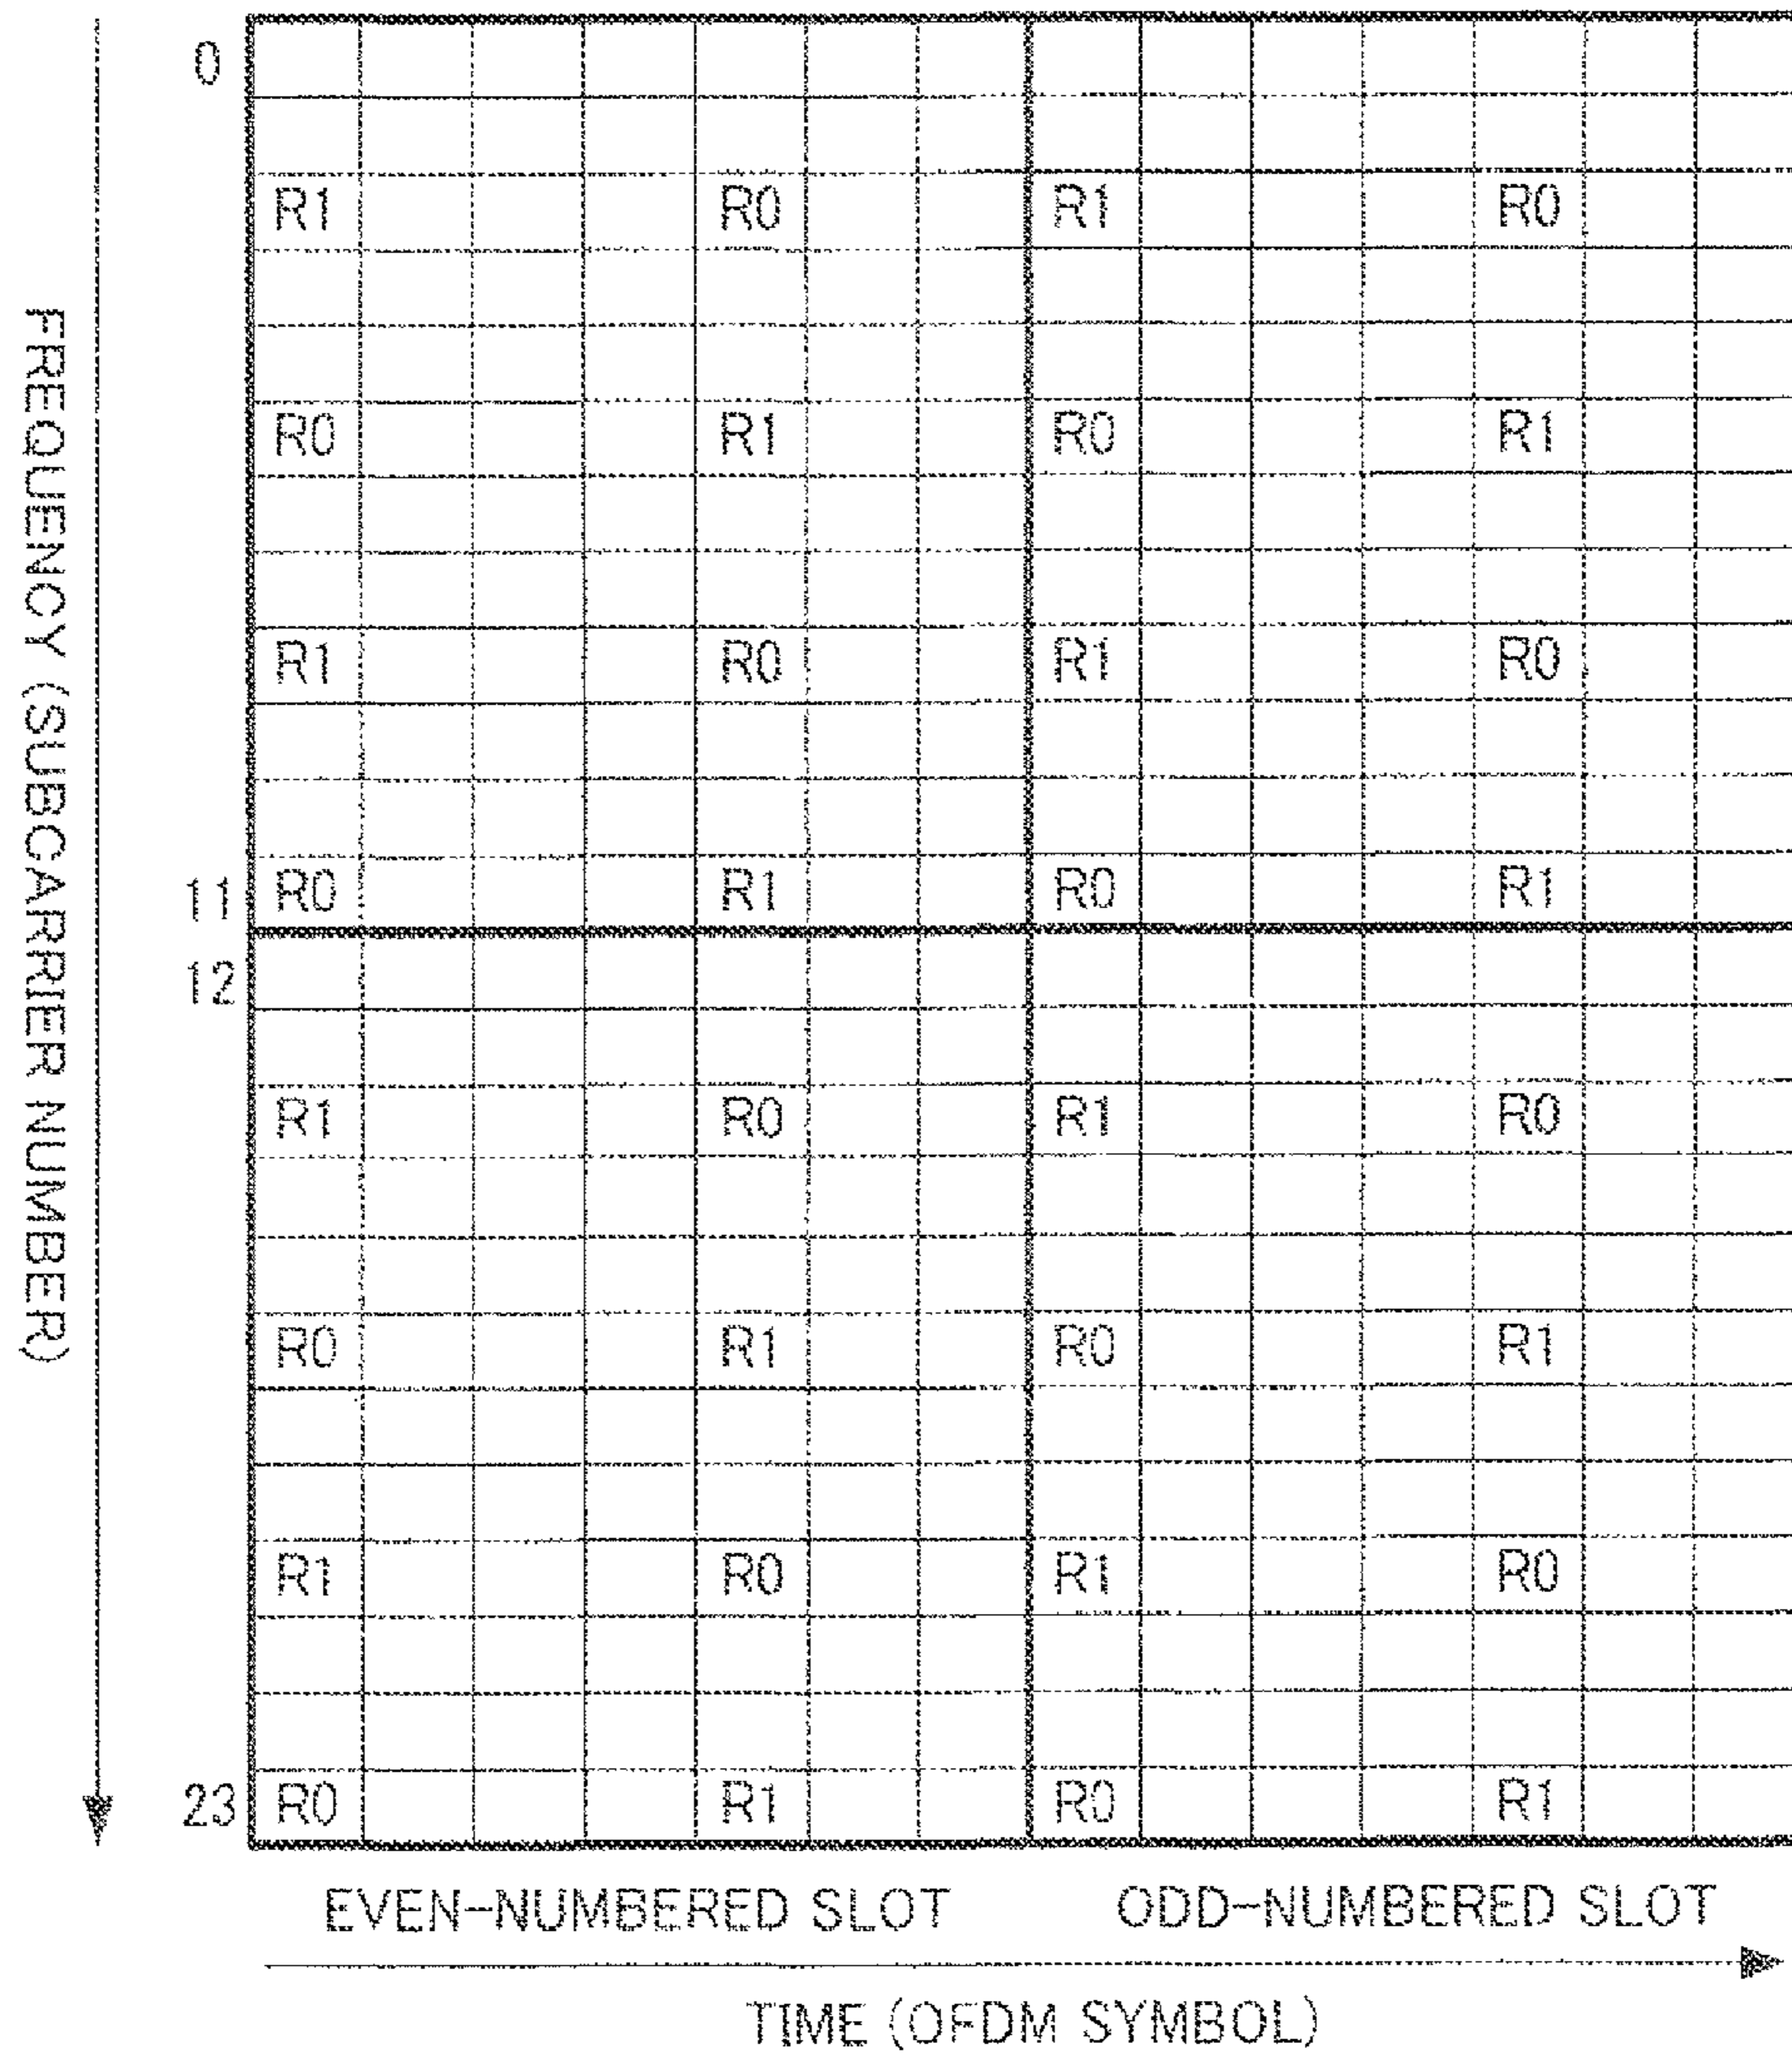 0
R1 R0 R1 R0
R0 R1 R0 R1
R1 R0 R1 R0
11 R0 R1 R0 R1
12
R1 R0 R1 R0
R0 R1 R0 R1
R1 R0 R1 R0
23 R0 R1 R0 R1
FREQUENCY (SUBCARRIER NUMBER)
EVEN-NUMBERED SLOT ODD-NUMBERED SLOT
TIME (OFDM SYMBOL)